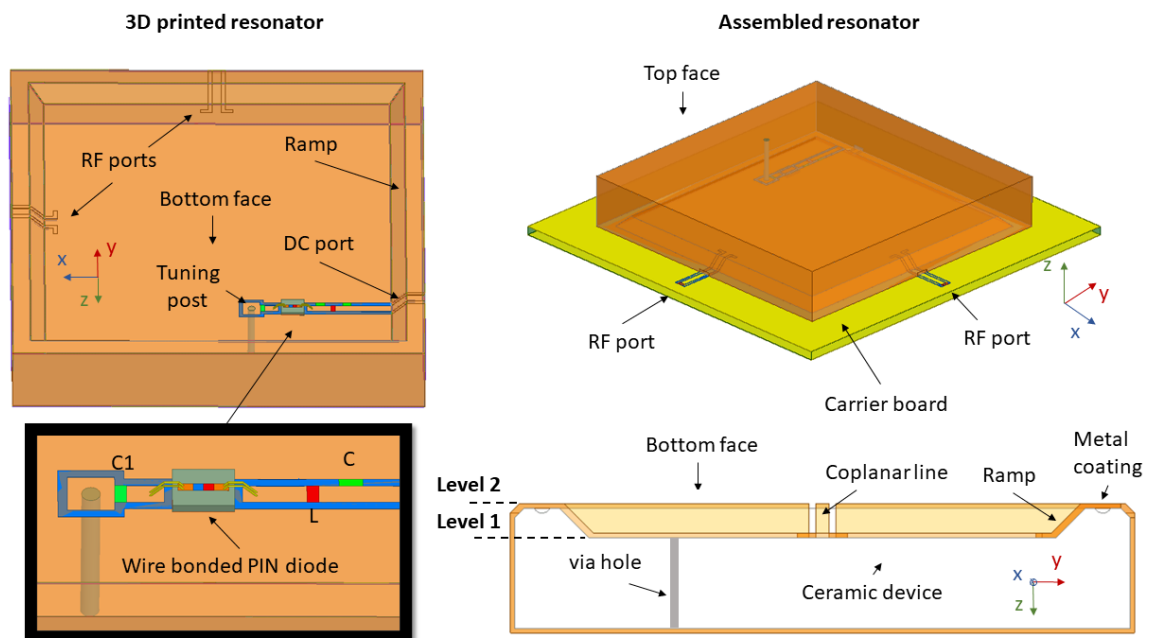 3D printed resonator
RF ports
Ramp
Bottom face
DC port
Tuning
post
x
y
z
C1
C
L
Wire bonded PIN diode
Assembled resonator
Top face
RF port
RF port
Carrier board
z
y
x
Bottom face
Coplanar line
Ramp
Metal
coating
Level 2
Level 1
via hole
Ceramic device
x
y
z